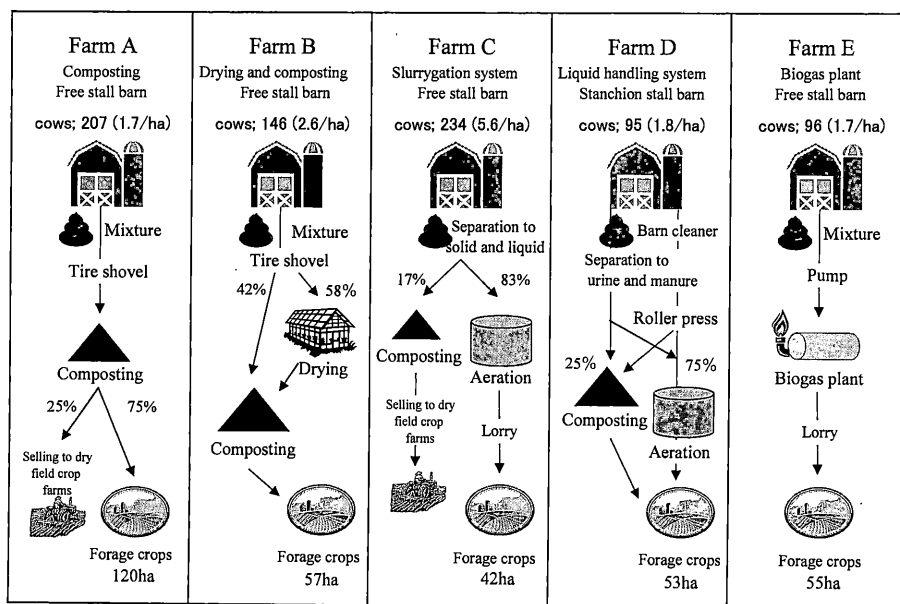 Farm A
Composting
Free stall barn
cows; 207 (1.7/ha)
Mixture
Tire shovel
Composting
25%
75%
Selling to dry
field crop
farms
Forage crops
120ha
Farm B
Drying and composting
Free stall barn
cows; 146 (2.6/ha)
Mixture
Tire shovel
42%
58%
Drying
Composting
Forage crops
57ha
Farm C
Slurrygation system
Free stall barn
cows; 234 (5.6/ha)
Separation to
solid and liquid
17%
83%
Composting
Aeration
Selling to dry
field crop
farms
Lorry
Forage crops
42ha
Farm D
Liquid handling system
Stanchion stall barn
cows; 95 (1.8/ha)
Barn cleaner
Separation to
urine and manure
Roller press
25%
75%
Composting
Aeration
Forage crops
53ha
Farm E
Biogas plant
Free stall barn
cows; 96 (1.7/ha)
Mixture
Pump
Biogas plant
Lorry
Forage crops
55ha